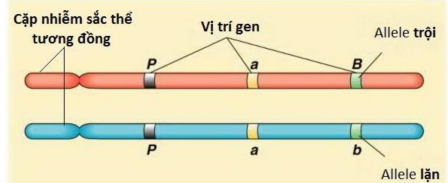 Cặp nhiễm sắc thể
tương đồng
Vị trí gen
Allele trội
P a B
P a b
Allele lặn